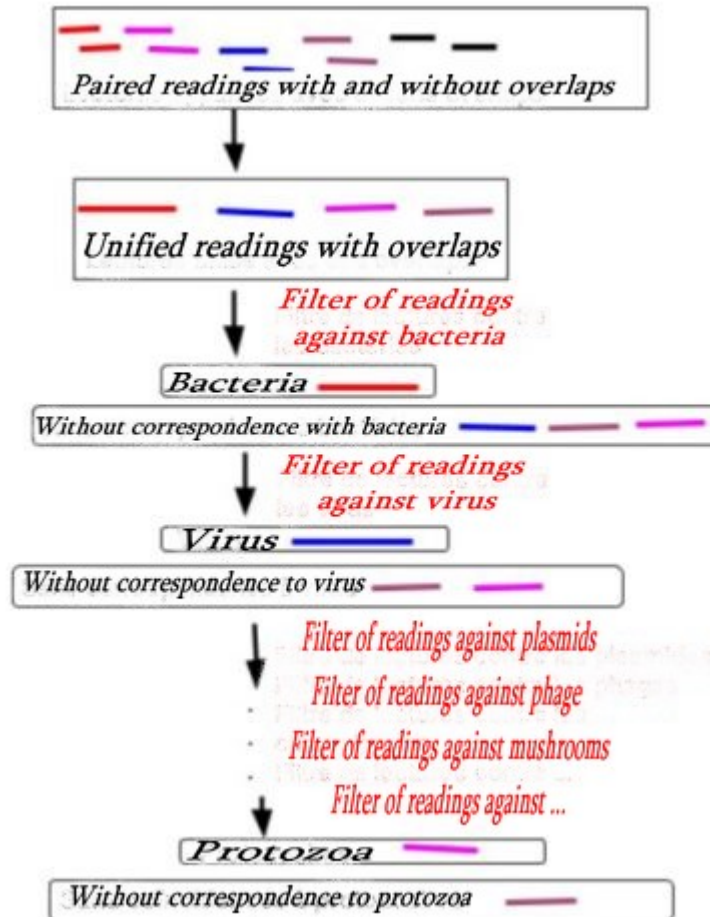 Paired readings with and without overlaps
Unified readings with overlaps
Filter of readings
against bacteria
Bacteria
Without correspondence with bacteria
Filter of readings
against virus
Virus
Without correspondence to virus
Filter of readings against plasmids
Filter of readings against phage
Filter of readings against mushrooms
Filter of readings against ...
Protozoa
Without correspondence to protozoa